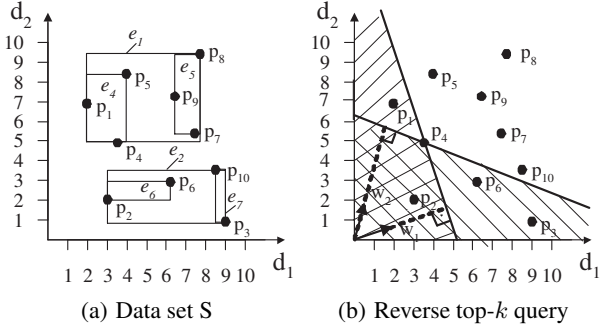 d2
10
9
8
7
6
5
4
3
2
1
1 2 3 4 5 6 7 8 9 10
d1
e1
p8
e5
e4
p5
p1
p9
p4
p7
e2
p10
e6
p6
e7
p2
p3
(a) Data set S
d2
10
9
8
7
6
5
4
3
2
1
1 2 3 4 5 6 7 8 9 10
d1
p8
p5
p9
p1
p4
p7
p10
p6
w2
p2
w1
p3
(b) Reverse top-k query